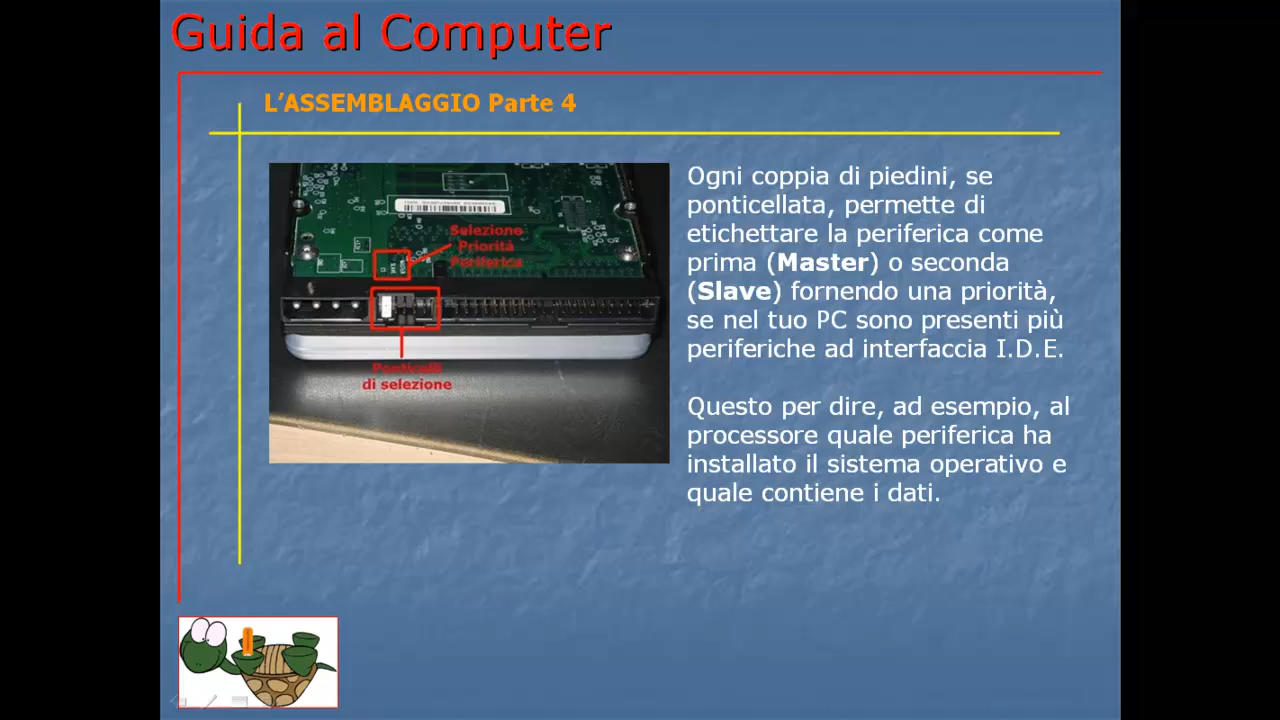 Guida al Computer
L’ASSEMBLAGGIO Parte 4
Selezione
Priorità
Periferica
Ponticelli
di selezione
Ogni coppia di piedini, se
ponticellata, permette di
etichettare la periferica come
prima (Master) o seconda
(Slave) fornendo una priorità,
se nel tuo PC sono presenti più
periferiche ad interfaccia I.D.E.
Questo per dire, ad esempio, al
processore quale periferica ha
installato il sistema operativo e
quale contiene i dati.